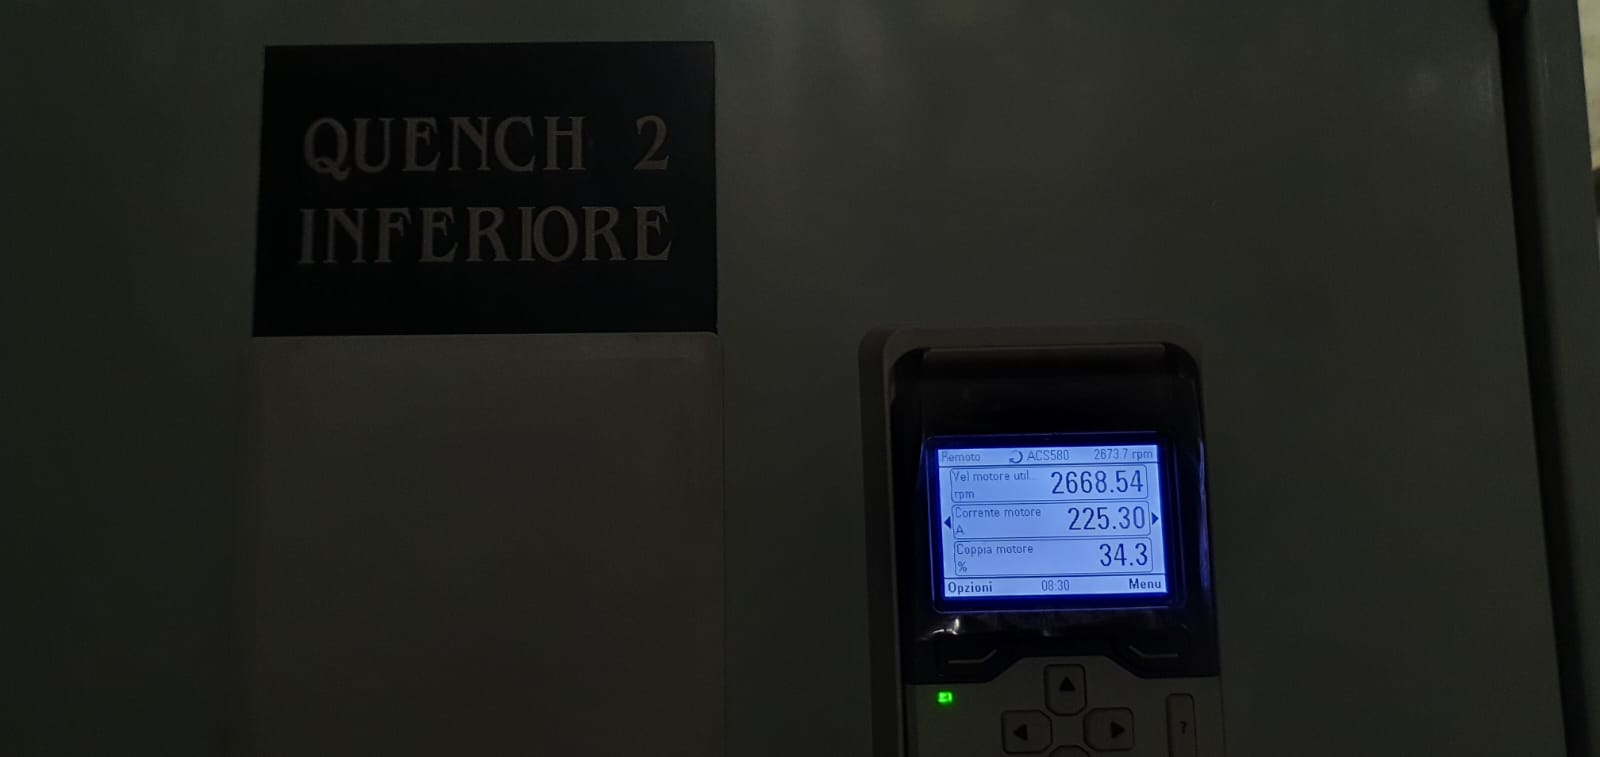 QUENCH 2
INFERIORE
Remoto ACS580 2673.7 rpm
Vel motore util...
rpm
2668.54
Corrente motore
A
225.30
Coppia motore
%
34.3
Opzioni 08:30 Menu
?